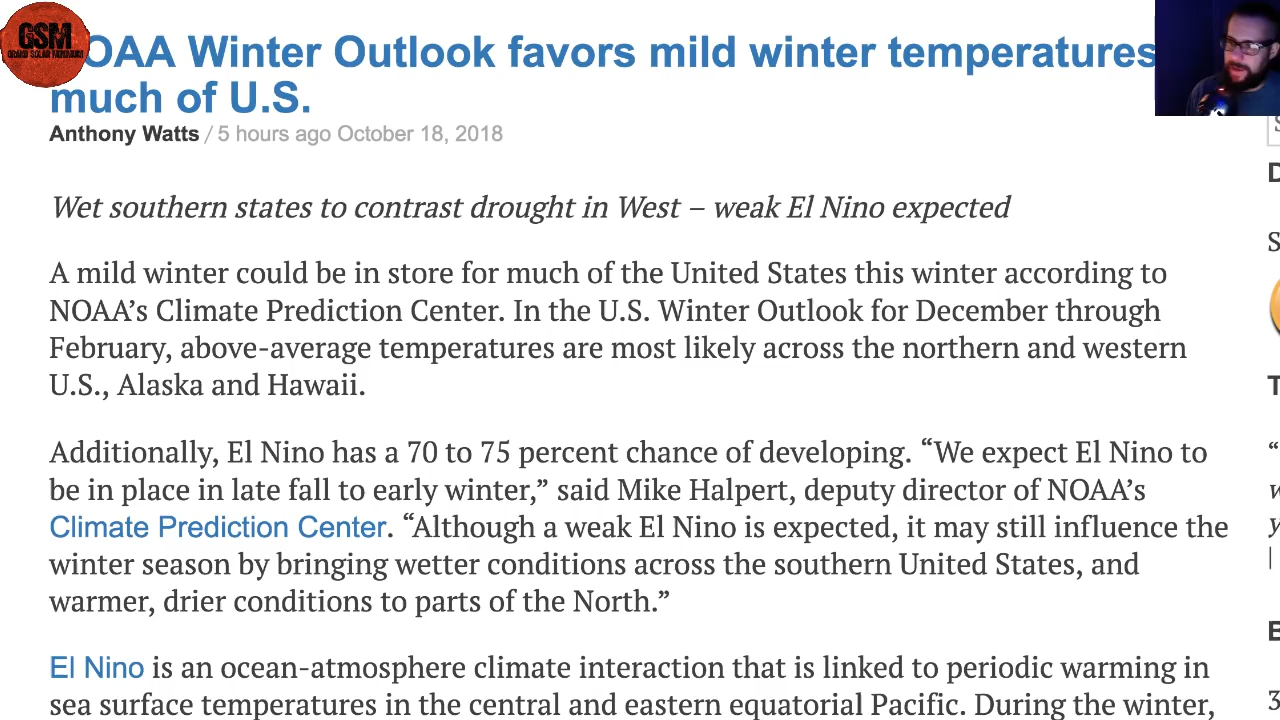 GSM
GRAND SOLAR MINIMUM
OAA Winter Outlook favors mild winter temperatures
much of U.S.
Anthony Watts / 5 hours ago October 18, 2018
Wet southern states to contrast drought in West – weak El Nino expected
A mild winter could be in store for much of the United States this winter according to
NOAA’s Climate Prediction Center. In the U.S. Winter Outlook for December through
February, above-average temperatures are most likely across the northern and western
U.S., Alaska and Hawaii.
Additionally, El Nino has a 70 to 75 percent chance of developing. “We expect El Nino to
be in place in late fall to early winter,” said Mike Halpert, deputy director of NOAA’s
Climate Prediction Center. “Although a weak El Nino is expected, it may still influence the
winter season by bringing wetter conditions across the southern United States, and
warmer, drier conditions to parts of the North.”
El Nino is an ocean-atmosphere climate interaction that is linked to periodic warming in
sea surface temperatures in the central and eastern equatorial Pacific. During the winter,